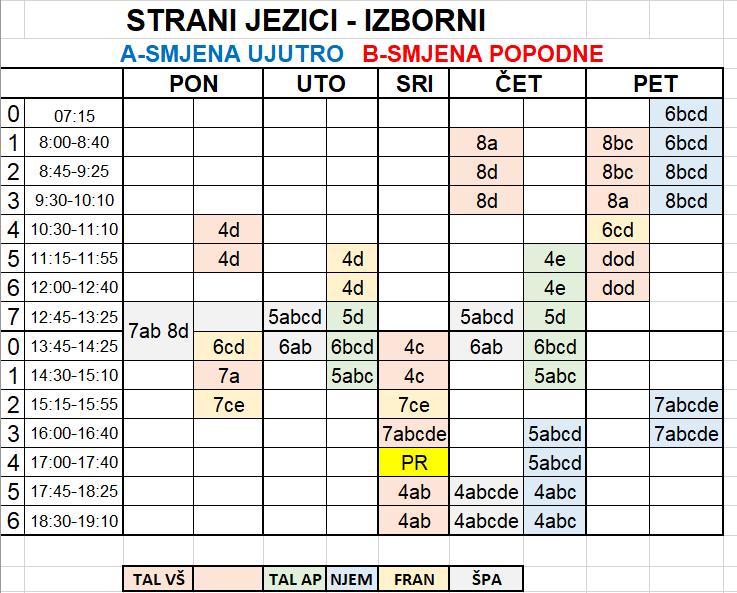 STRANI JEZICI - IZBORNI
A-SMJENA UJUTRO B-SMJENA POPODNE
PON UTO SRI ČET PET
0 07:15 6bcd
1 8:00-8:40 8a 8bc 6bcd
2 8:45-9:25 8d 8bc 8bcd
3 9:30-10:10 8d 8a 8bcd
4 10:30-11:10 4d 6cd
5 11:15-11:55 4d 4d 4e dod
6 12:00-12:40 4d 4e dod
7 12:45-13:25 7ab 8d 5abcd 5d 5abcd 5d
0 13:45-14:25 6cd 6ab 6bcd 4c 6ab 6bcd
1 14:30-15:10 7a 5abc 4c 5abc
2 15:15-15:55 7ce 7ce 7abcde
3 16:00-16:40 7abcde 5abcd 7abcde
4 17:00-17:40 PR 5abcd
5 17:45-18:25 4ab 4abcde 4abc
6 18:30-19:10 4ab 4abcde 4abc
TAL VŠ TAL AP NJEM FRAN ŠPA